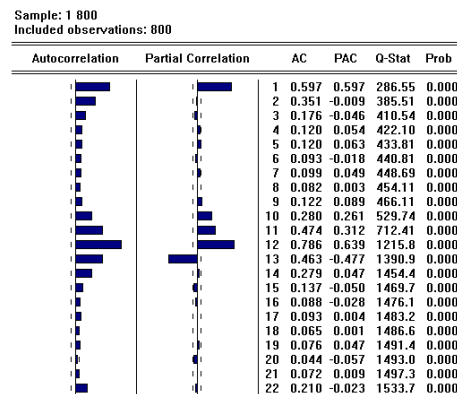 Sample: 1 800
Included observations: 800
Autocorrelation Partial Correlation AC PAC Q-Stat Prob
1 0.597 0.597 286.55 0.000
2 0.351 -0.009 385.51 0.000
3 0.176 -0.046 410.54 0.000
4 0.120 0.054 422.10 0.000
5 0.120 0.063 433.81 0.000
6 0.093 -0.018 440.81 0.000
7 0.099 0.049 448.69 0.000
8 0.082 0.003 454.11 0.000
9 0.122 0.089 466.11 0.000
10 0.280 0.261 529.74 0.000
11 0.474 0.312 712.41 0.000
12 0.786 0.639 1215.8 0.000
13 0.463 -0.477 1390.9 0.000
14 0.279 0.047 1454.4 0.000
15 0.137 -0.050 1469.7 0.000
16 0.088 -0.028 1476.1 0.000
17 0.093 0.004 1483.2 0.000
18 0.065 0.001 1486.6 0.000
19 0.076 0.047 1491.4 0.000
20 0.044 -0.057 1493.0 0.000
21 0.072 0.009 1497.3 0.000
22 0.210 -0.023 1533.7 0.000